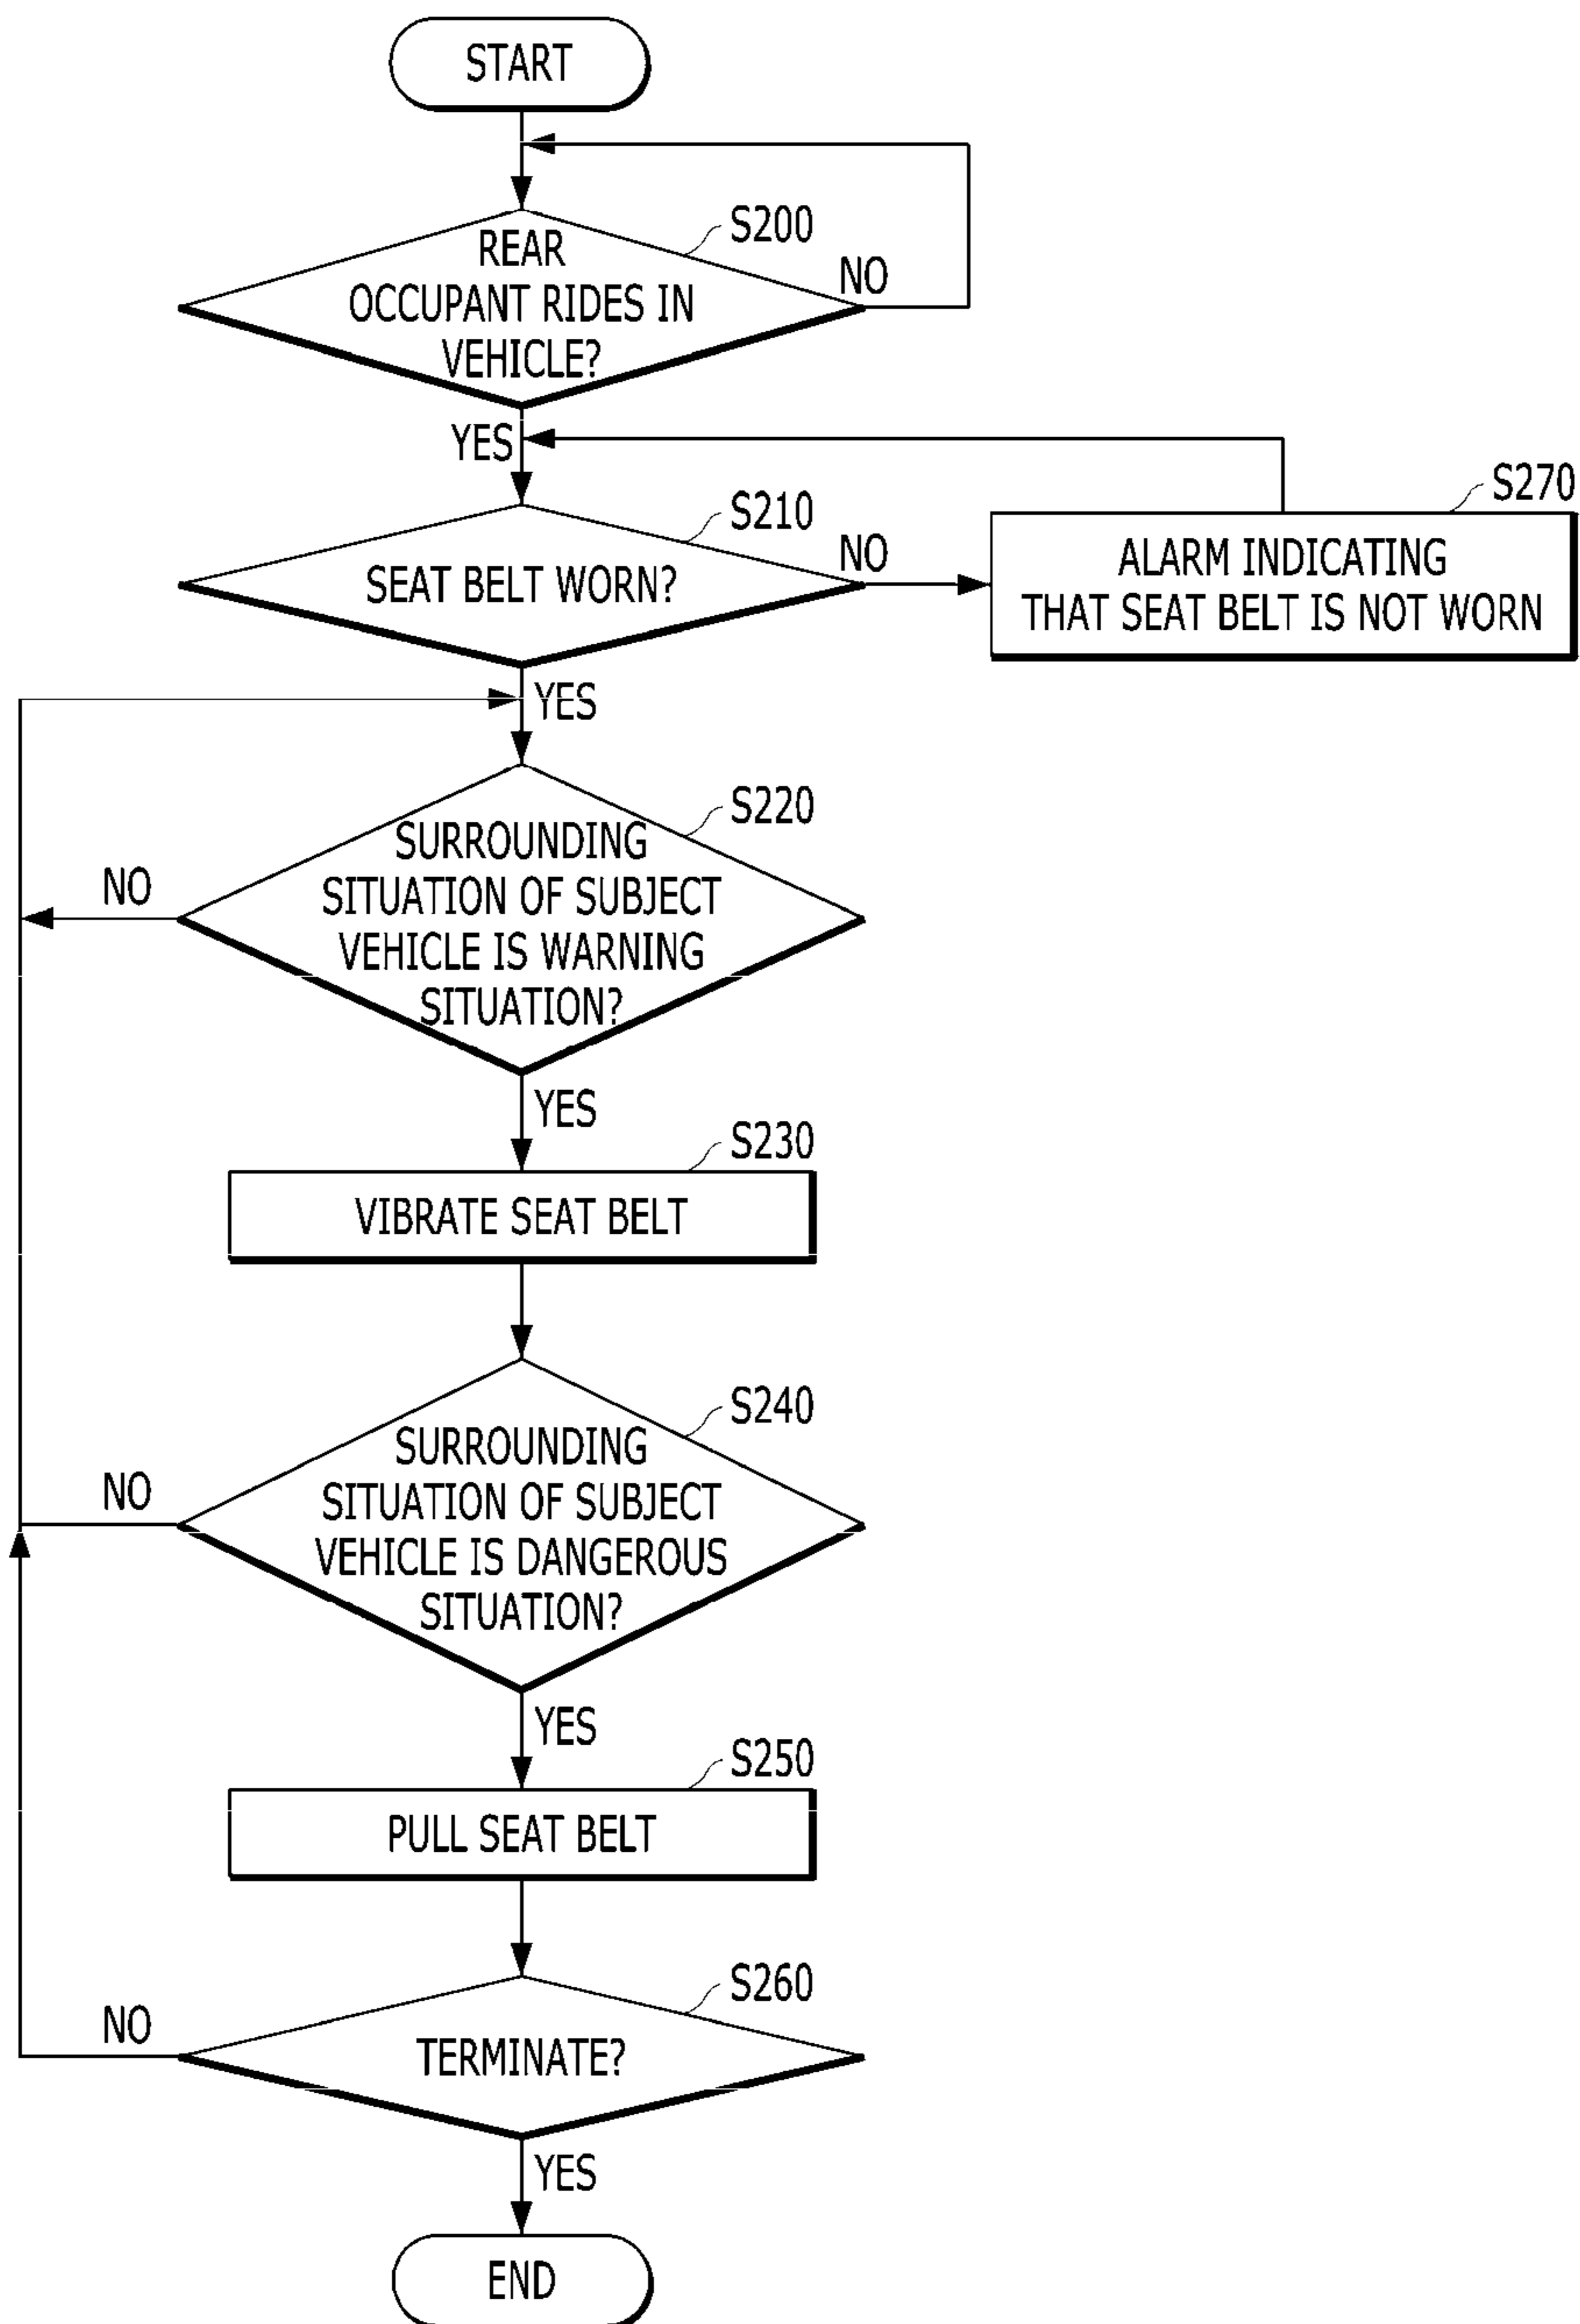 START
S200
REAR
OCCUPANT RIDES IN
VEHICLE?
NO
YES
S210
SEAT BELT WORN?
NO
S270
ALARM INDICATING
THAT SEAT BELT IS NOT WORN
YES
S220
SURROUNDING
SITUATION OF SUBJECT
VEHICLE IS WARNING
SITUATION?
NO
YES
S230
VIBRATE SEAT BELT
S240
SURROUNDING
SITUATION OF SUBJECT
VEHICLE IS DANGEROUS
SITUATION?
NO
YES
S250
PULL SEAT BELT
S260
TERMINATE?
NO
YES
END